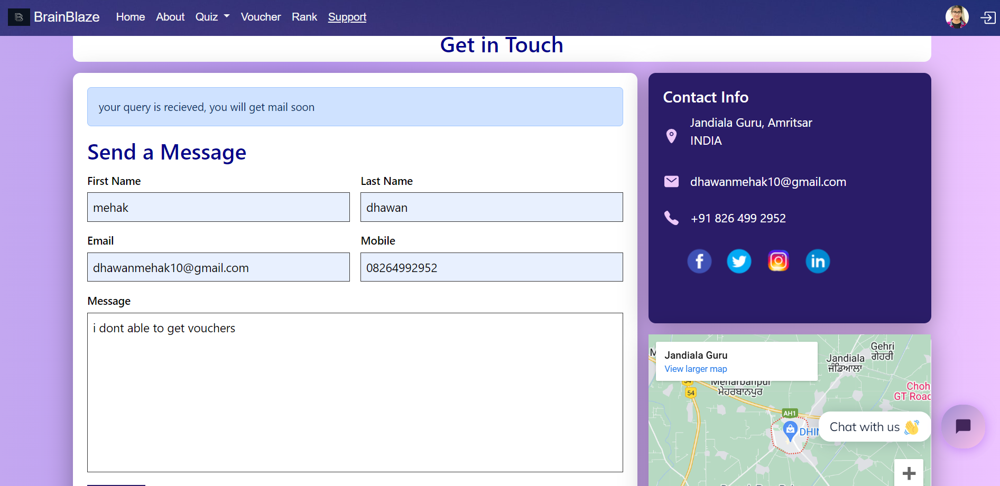 BrainBlaze
Home About Quiz Voucher Rank Support
Get in Touch
your query is recieved, you will get mail soon
Send a Message
First Name Last Name
mehak dhawan
Email Mobile
dhawanmehak10@gmail.com 08264992952
Message
i dont able to get vouchers
Contact Info
Jandiala Guru, Amritsar
INDIA
dhawanmehak10@gmail.com
+91 826 499 2952
Jandiala Guru
View larger map
Gehri
ਗੇਹਰੀ
Jandiala
ਜੰਡਿਆਲਾ
Meharbanpur
ਮੇਹਰਬਾਨਪੁਰ
54
54
Choh
GT Road
AH1
DHIN
Chat with us